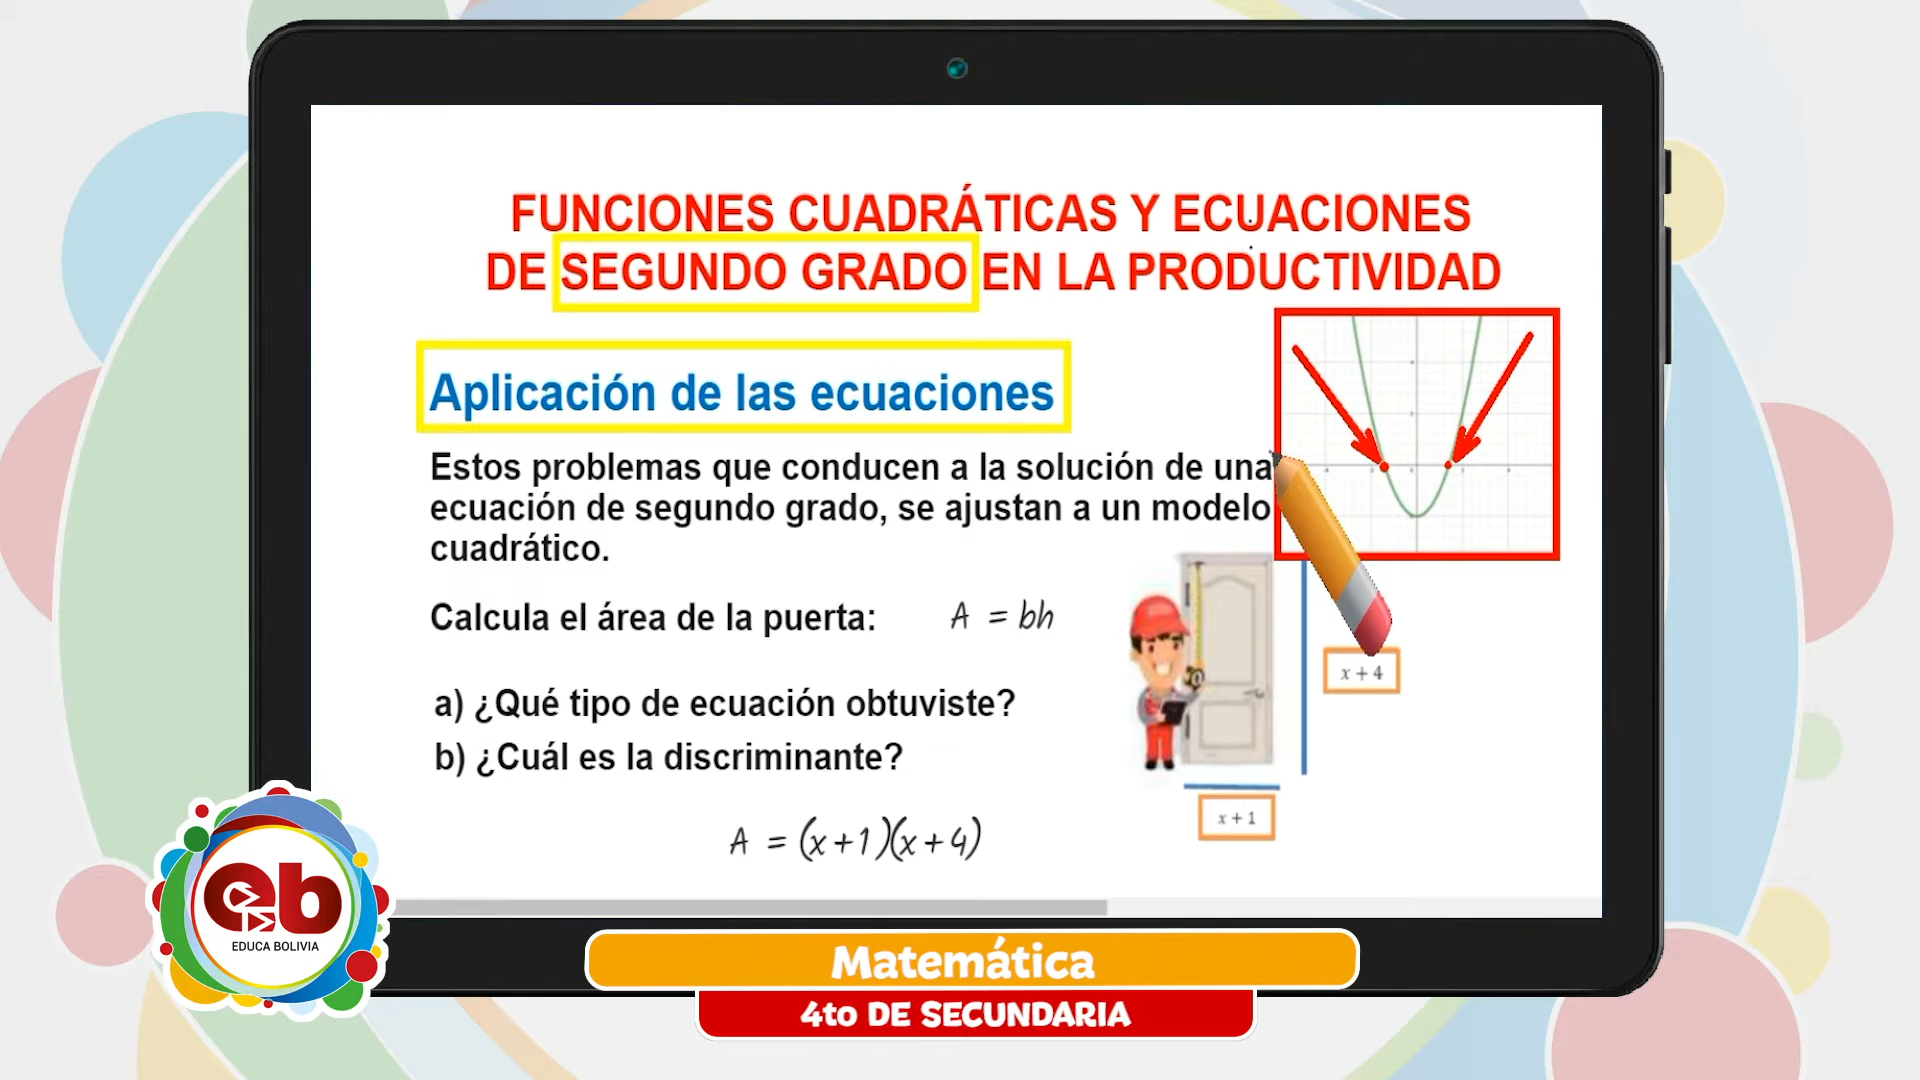 FUNCIONES CUADRÁTICAS Y ECUACIONES
DE SEGUNDO GRADO EN LA PRODUCTIVIDAD
Aplicación de las ecuaciones
Estos problemas que conducen a la solución de una
ecuación de segundo grado, se ajustan a un modelo
cuadrático.
Calcula el área de la puerta: A = bh
x + 4
a) ¿Qué tipo de ecuación obtuviste?
b) ¿Cuál es la discriminante?
x + 1
A = (x+1)(x+4)
eb
EDUCA BOLIVIA
Matemática
4to DE SECUNDARIA